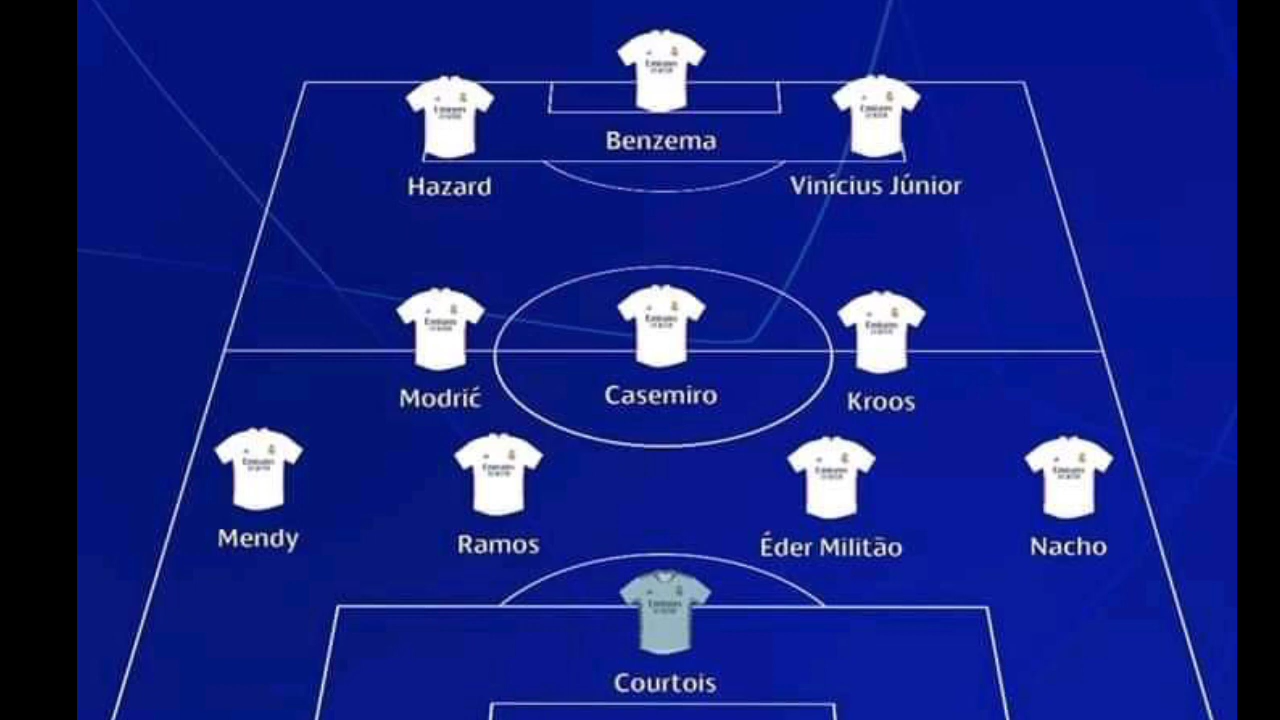 Benzema
Hazard
Vinícius Júnior
Modrić
Casemiro
Kroos
Mendy
Ramos
Éder Militão
Nacho
Courtois